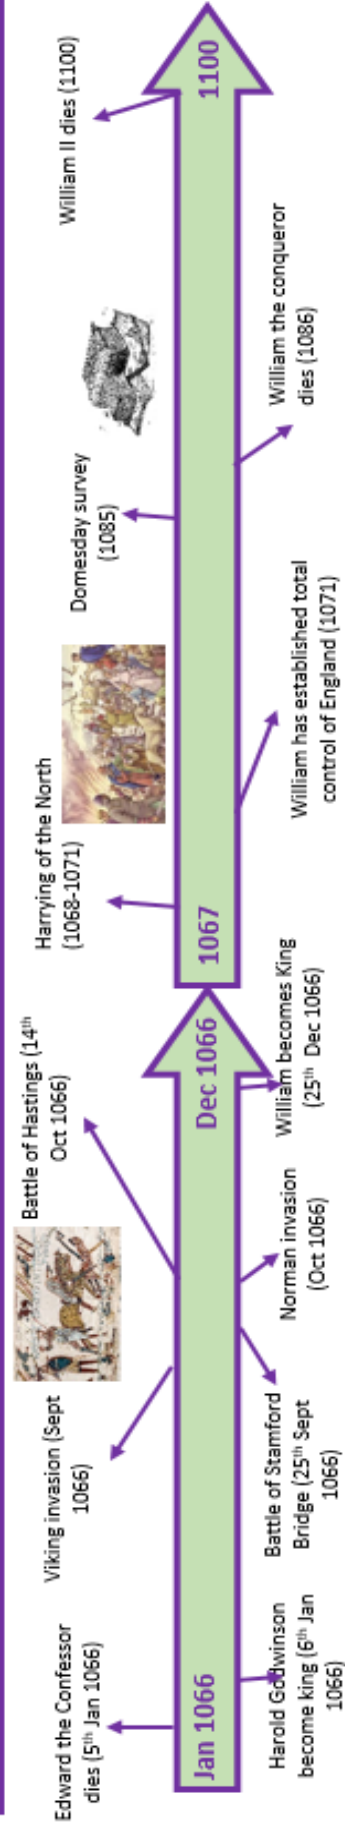 Edward the Confessor
dies (5th Jan 1066)
Viking invasion (Sept
1066)
Battle of Hastings (14th
Oct 1066)
Harrying of the North
(1068-1071)
Domesday survey
(1085)
William II dies (1100)
Jan 1066
Dec 1066
1067
1100
Harold Godwinson
become king (6th Jan
1066)
Battle of Stamford
Bridge (25th Sept
1066)
Norman invasion
(Oct 1066)
William becomes King
(25th Dec 1066)
William has established total
control of England (1071)
William the conqueror
dies (1086)